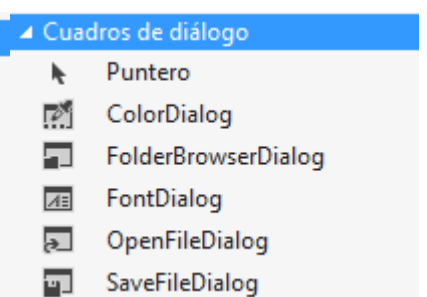 Cuadros de diálogo
Puntero
ColorDialog
FolderBrowserDialog
FontDialog
OpenFileDialog
SaveFileDialog